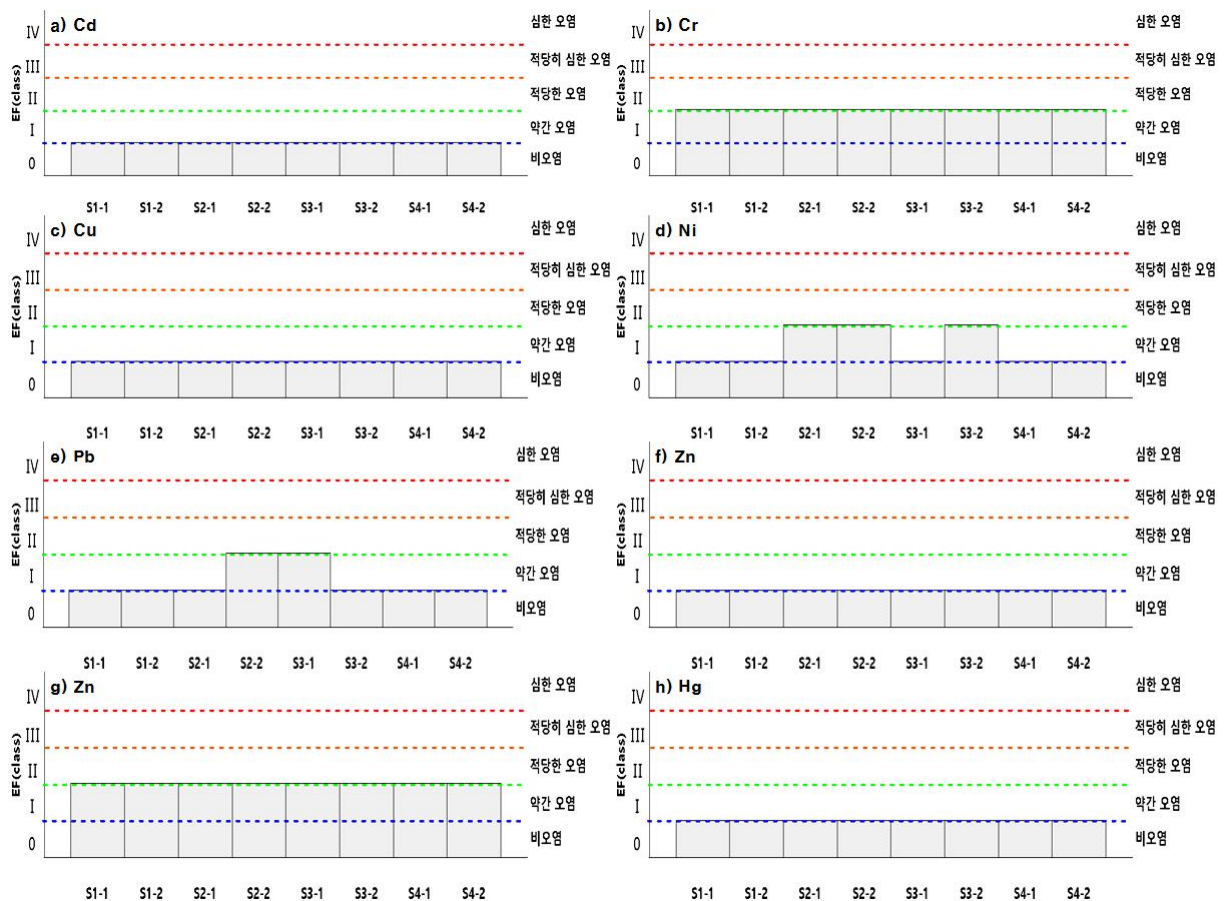 a) Cd
EF(class)
IV
III
II
I
0
심한 오염
적당히 심한 오염
적당한 오염
약간 오염
비오염
S1-1 S1-2 S2-1 S2-2 S3-1 S3-2 S4-1 S4-2
b) Cr
EF(class)
IV
III
II
I
0
심한 오염
적당히 심한 오염
적당한 오염
약간 오염
비오염
S1-1 S1-2 S2-1 S2-2 S3-1 S3-2 S4-1 S4-2
c) Cu
EF(class)
IV
III
II
I
0
심한 오염
적당히 심한 오염
적당한 오염
약간 오염
비오염
S1-1 S1-2 S2-1 S2-2 S3-1 S3-2 S4-1 S4-2
d) Ni
EF(class)
IV
III
II
I
0
심한 오염
적당히 심한 오염
적당한 오염
약간 오염
비오염
S1-1 S1-2 S2-1 S2-2 S3-1 S3-2 S4-1 S4-2
e) Pb
EF(class)
IV
III
II
I
0
심한 오염
적당히 심한 오염
적당한 오염
약간 오염
비오염
S1-1 S1-2 S2-1 S2-2 S3-1 S3-2 S4-1 S4-2
f) Zn
EF(class)
IV
III
II
I
0
심한 오염
적당히 심한 오염
적당한 오염
약간 오염
비오염
S1-1 S1-2 S2-1 S2-2 S3-1 S3-2 S4-1 S4-2
g) Zn
EF(class)
IV
III
II
I
0
심한 오염
적당히 심한 오염
적당한 오염
약간 오염
비오염
S1-1 S1-2 S2-1 S2-2 S3-1 S3-2 S4-1 S4-2
h) Hg
EF(class)
IV
III
II
I
0
심한 오염
적당히 심한 오염
적당한 오염
약간 오염
비오염
S1-1 S1-2 S2-1 S2-2 S3-1 S3-2 S4-1 S4-2